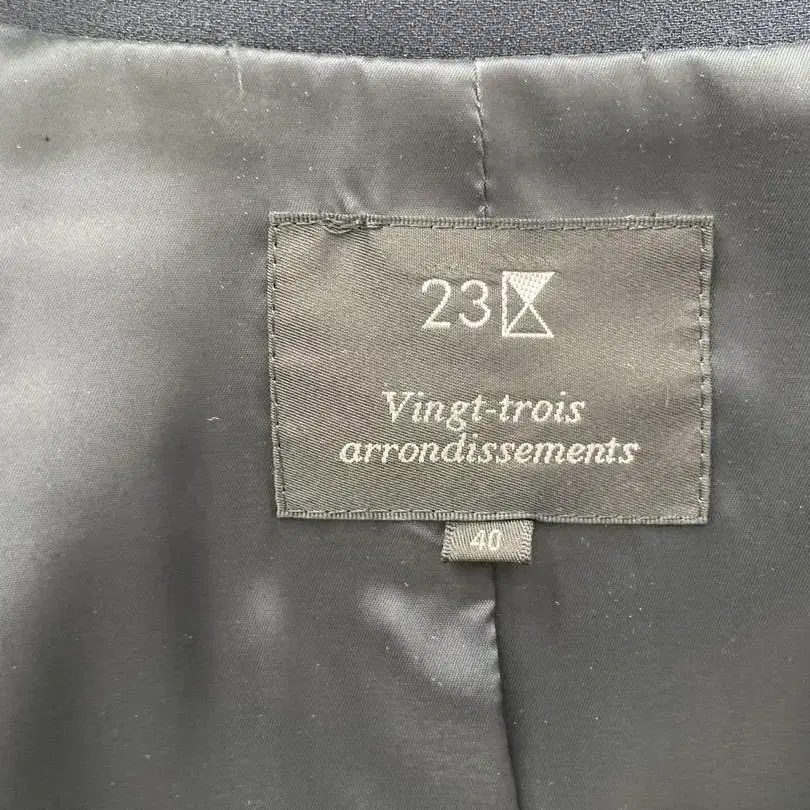 23
Vingt-trois
arrondissements
40